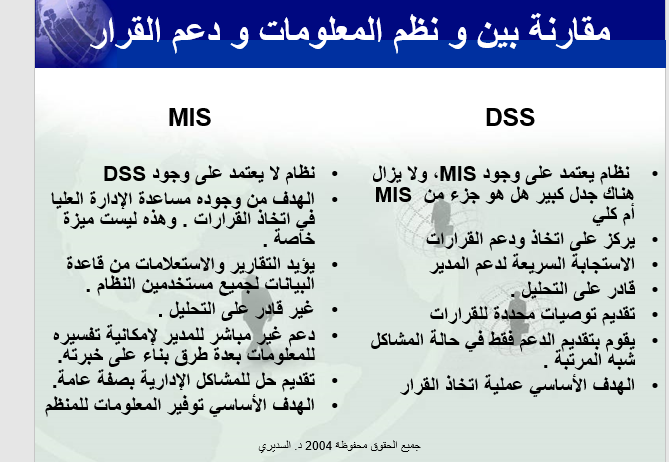 مقارنة بين و نظم المعلومات و دعم القرار
DSS
• نظام يعتمد على وجود MIS، ولا يزال
هناك جدل كبير هل هو جزء من MIS
أم كلي
• يركز على اتخاذ ودعم القرارات
• الاستجابة السريعة لدعم المدير
• قادر على التحليل
• تقديم توصيات محددة للقرارات
• يقوم بتقديم الدعم فقط في حالة المشاكل
شبه المرتبة .
• الهدف الأساسي عملية اتخاذ القرار
MIS
• نظام لا يعتمد على وجود DSS
• الهدف من وجوده مساعدة الإدارة العليا
في اتخاذ القرارات . وهذه ليست ميزة
خاصة .
• يؤيد التقارير والاستعلامات من قاعدة
البيانات لجميع مستخدمين النظام .
• غير قادر على التحليل .
• دعم غير مباشر للمدير لإمكانية تفسيره
للمعلومات بعدة طرق بناء على خبرته.
• تقديم حل للمشاكل الإدارية بصفة عامة.
• الهدف الأساسي توفير المعلومات للمنظم
جميع الحقوق محفوظة 2004 د. السديري